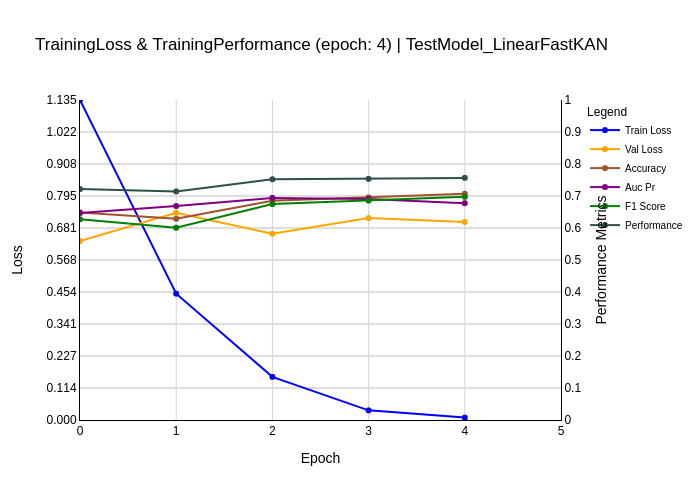 TrainingLoss & TrainingPerformance (epoch: 4) | TestModel_LinearFastKAN
1.135
1.022
0.908
0.795
0.681
0.568
0.454
0.341
0.227
0.114
0.000
Loss
0
1
2
3
4
5
Epoch
1
0.9
0.8
0.7
0.6
0.5
0.4
0.3
0.2
0.1
0
Performance Metrics
Legend
Train Loss
Val Loss
Accuracy
Auc Pr
F1 Score
Performance